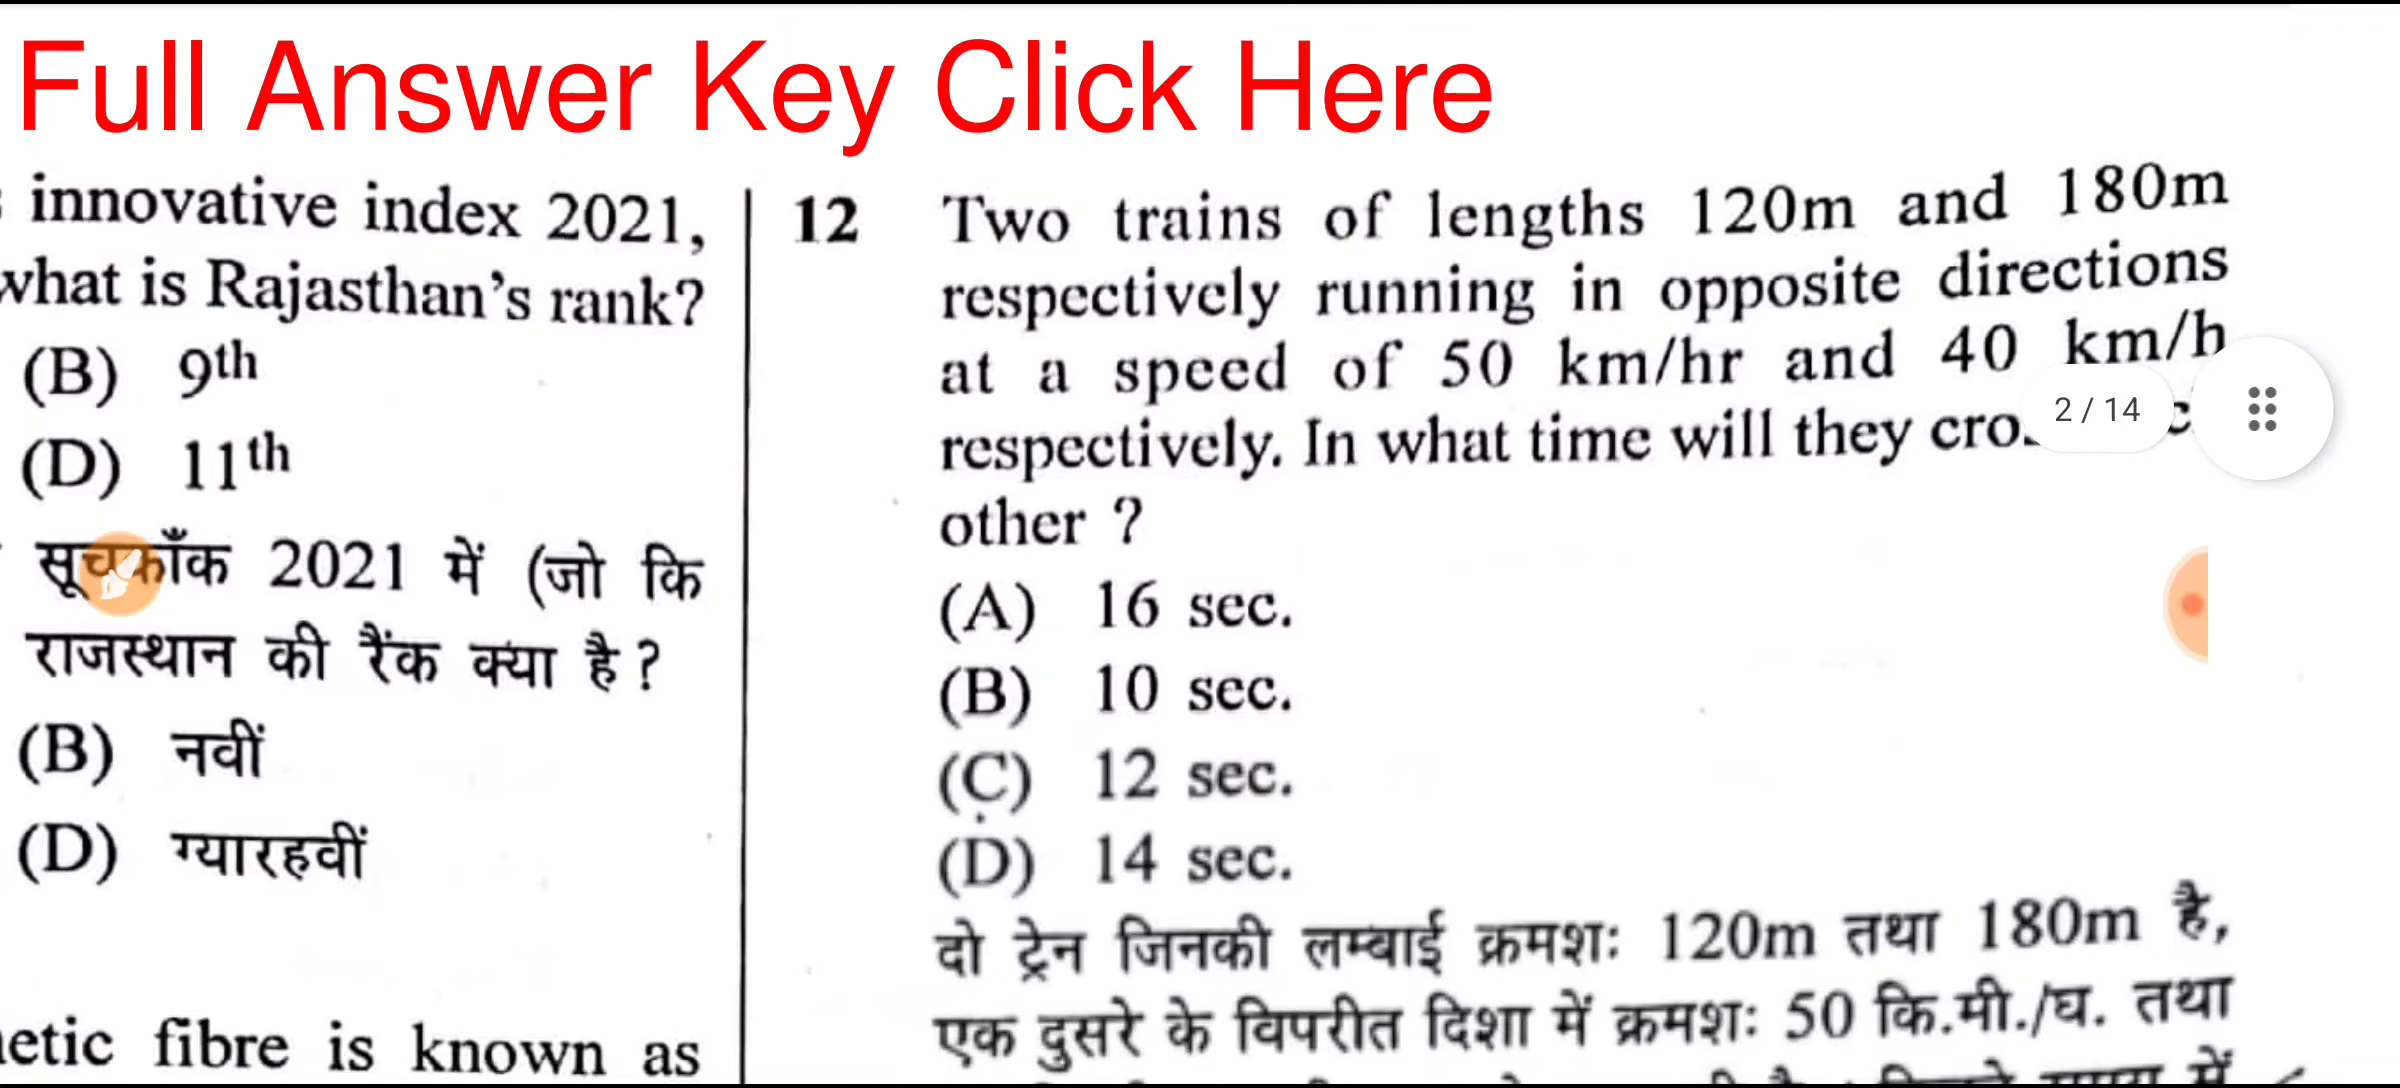 Full Answer Key Click Here
innovative index 2021,
what is Rajasthan's rank?
(B) 9th
(D) 11th
सूचकाँक 2021 में (जो कि
राजस्थान की रैंक क्या है?
(B) नवीं
(D) ग्यारहवीं
fibre is known as
12 Two trains of lengths 120m and 180m
respectively running in opposite directions
at a speed of 50 km/hr and 40 km/h
respectively. In what time will they
other ?
(A) 16 sec.
(B) 10 sec.
(C) 12 sec.
(D) 14 sec.
दो ट्रेन जिनकी लम्बाई क्रमशः 120m तथा 180m है,
एक दुसरे के विपरीत दिशा में क्रमशः 50 कि.मी./घ. तथा
2 / 14